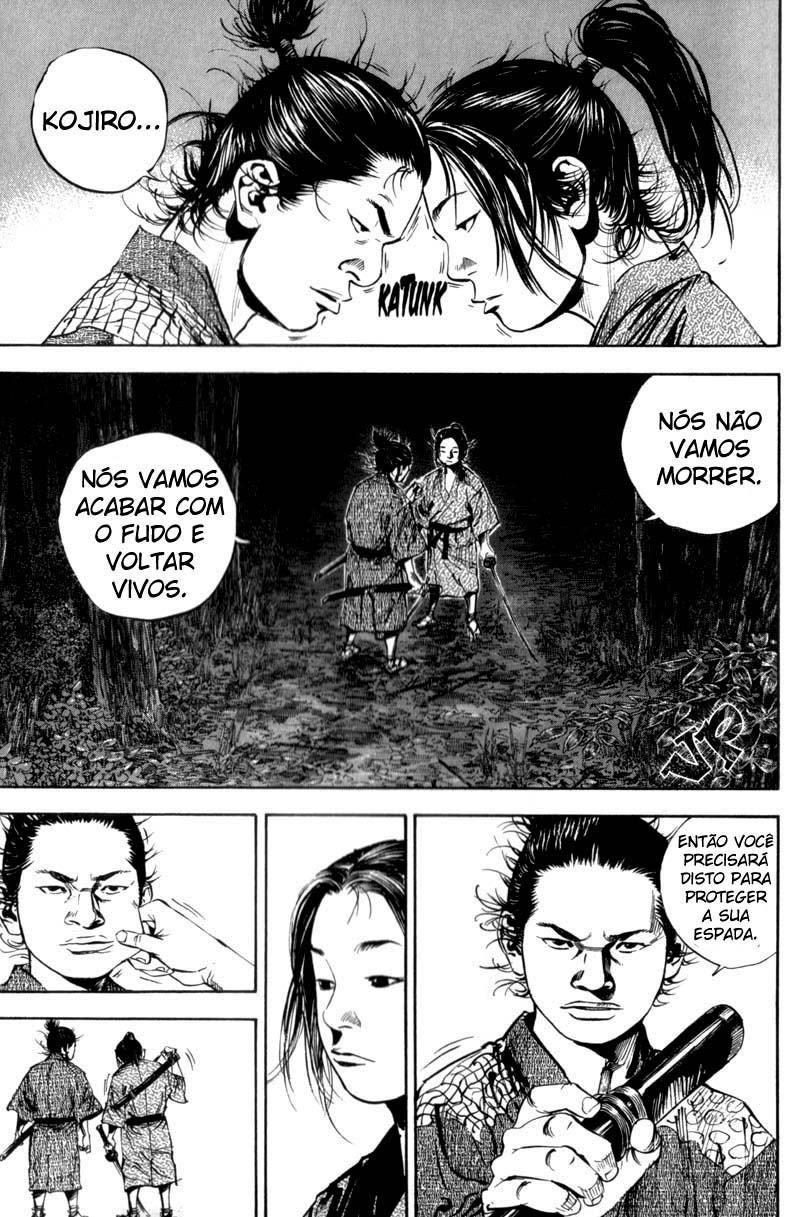 KOJIRO...
KATUNK
NÓS NÃO
VAMOS
MORRER.
NÓS VAMOS
ACABAR COM
O FUDO E
VOLTAR
VIVOS.
VR
ENTÃO VOCÊ
PRECISARÁ
DISTO PARA
PROTEGER
A SUA
ESPADA.